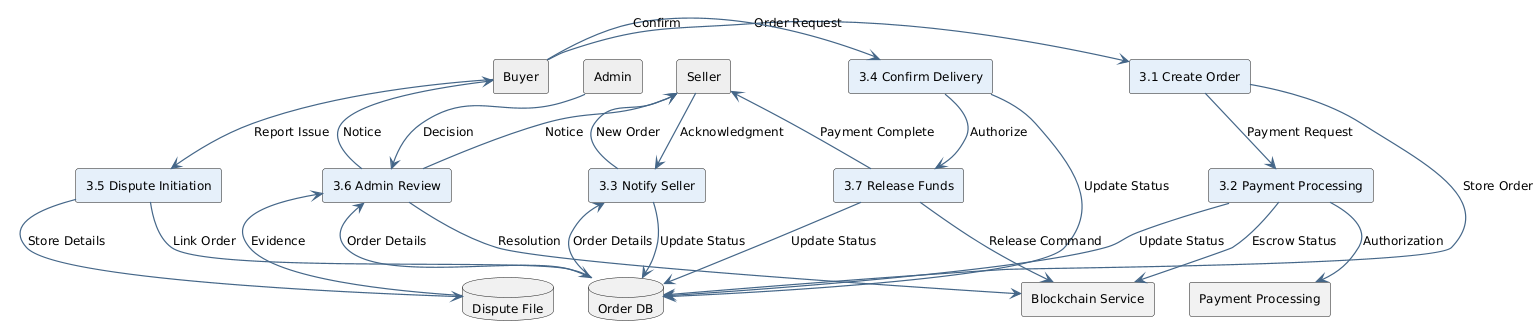 Confirm
Order Request
Buyer
Admin
Seller
3.4 Confirm Delivery
3.1 Create Order
Report Issue
Notice
Decision
Notice
New Order
Acknowledgment
Payment Complete
Authorize
Payment Request
3.5 Dispute Initiation
3.6 Admin Review
3.3 Notify Seller
3.7 Release Funds
Update Status
3.2 Payment Processing
Store Order
Store Details
Link Order
Evidence
Order Details
Resolution
Order Details
Update Status
Update Status
Release Command
Update Status
Escrow Status
Authorization
Dispute File
Order DB
Blockchain Service
Payment Processing